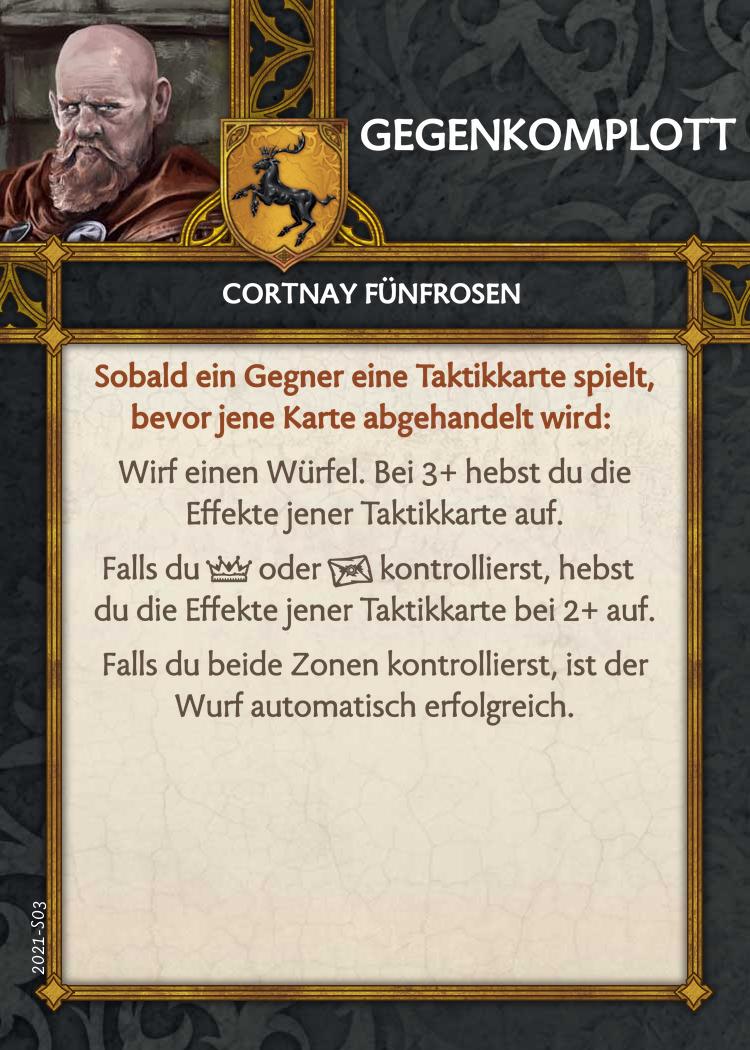 GEGENKOMPLOTT
CORTNAY FÜNFROSEN
Sobald ein Gegner eine Taktikkarte spielt,
bevor jene Karte abgehandelt wird:
Wirf einen Würfel. Bei 3+ hebst du die
Effekte jener Taktikkarte auf.
Falls du oder kontrollierst, hebst
du die Effekte jener Taktikkarte bei 2+ auf.
Falls du beide Zonen kontrollierst, ist der
Wurf automatisch erfolgreich.
2021-S03